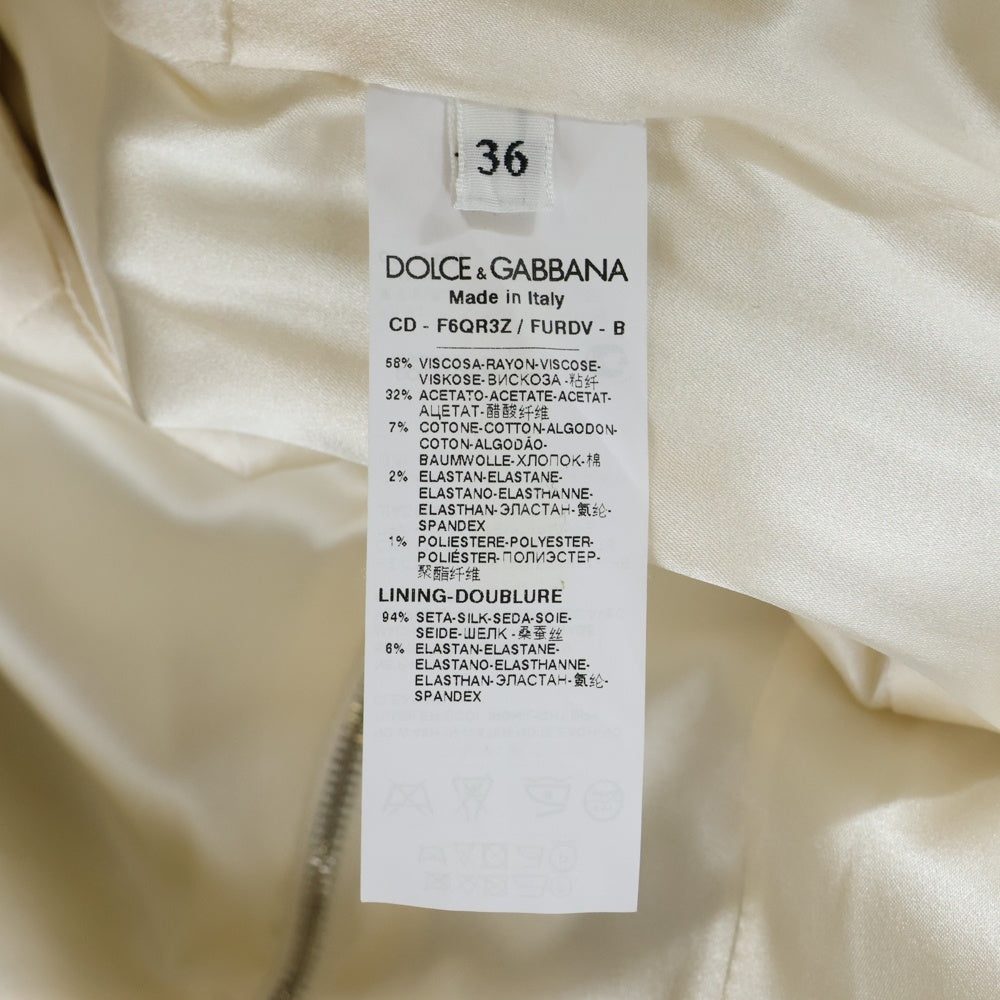 36
DOLCE & GABBANA
Made in Italy
CD - F6QR3Z / FURDV - B
58% VISCOSA-RAYON-VISCOSE-
VISKOSE-ВИСКОЗА-粘纤
32% ACETATO-ACETATE-ACETAT-
АЦЕТАТ-醋酸纤维
7% COTONE-COTTON-ALGODON-
COTON-ALGODÃO-
BAUMWOLLE-ХЛОПОК-棉
2% ELASTAN-ELASTANE-
ELASTANO-ELASTHANNE-
ELASTHAN-ЭЛАСТАН-氨纶-
SPANDEX
1% POLIESTERE-POLYESTER-
POLIÉSTER-ПОЛИЭСТЕР-
聚酯纤维
LINING-DOUBLURE
94% SETA-SILK-SEDA-SOIE-
SEIDE-ШЕЛК-桑蚕丝
6% ELASTAN-ELASTANE-
ELASTANO-ELASTHANNE-
ELASTHAN-ЭЛАСТАН-氨纶-
SPANDEX